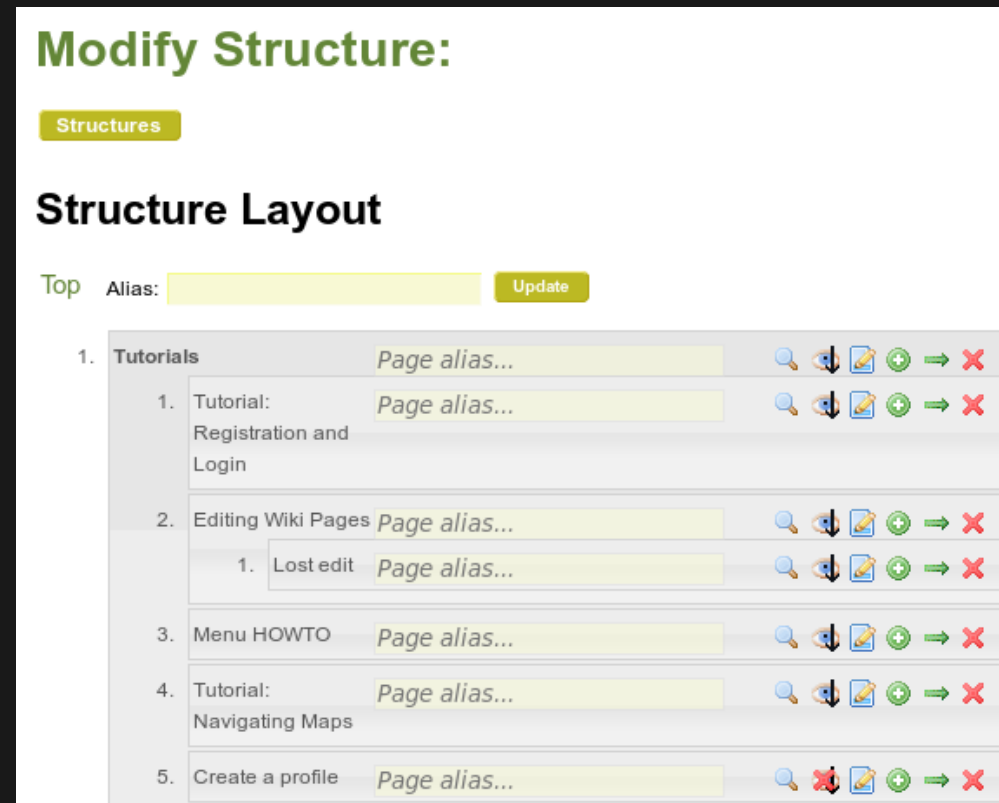 Modify Structure:
Structures
Structure Layout
Top Alias: Update
1. Tutorials Page alias...
1. Tutorial: Page alias...
Registration and
Login
2. Editing Wiki Pages Page alias...
1. Lost edit Page alias...
3. Menu HOWTO Page alias...
4. Tutorial: Page alias...
Navigating Maps
5. Create a profile Page alias...